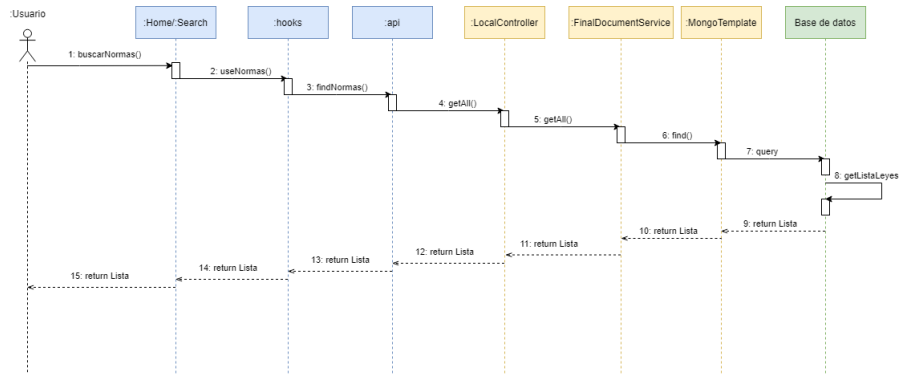 :Usuario
:Home/:Search
:hooks
:api
:LocalController
:FinalDocumentService
:MongoTemplate
Base de datos
1: buscarNormas()
2: useNormas()
3: findNormas()
4: getAll()
5: getAll()
6: find()
7: query
8: getListaLeyes
9: return Lista
10: return Lista
11: return Lista
12: return Lista
13: return Lista
14: return Lista
15: return Lista